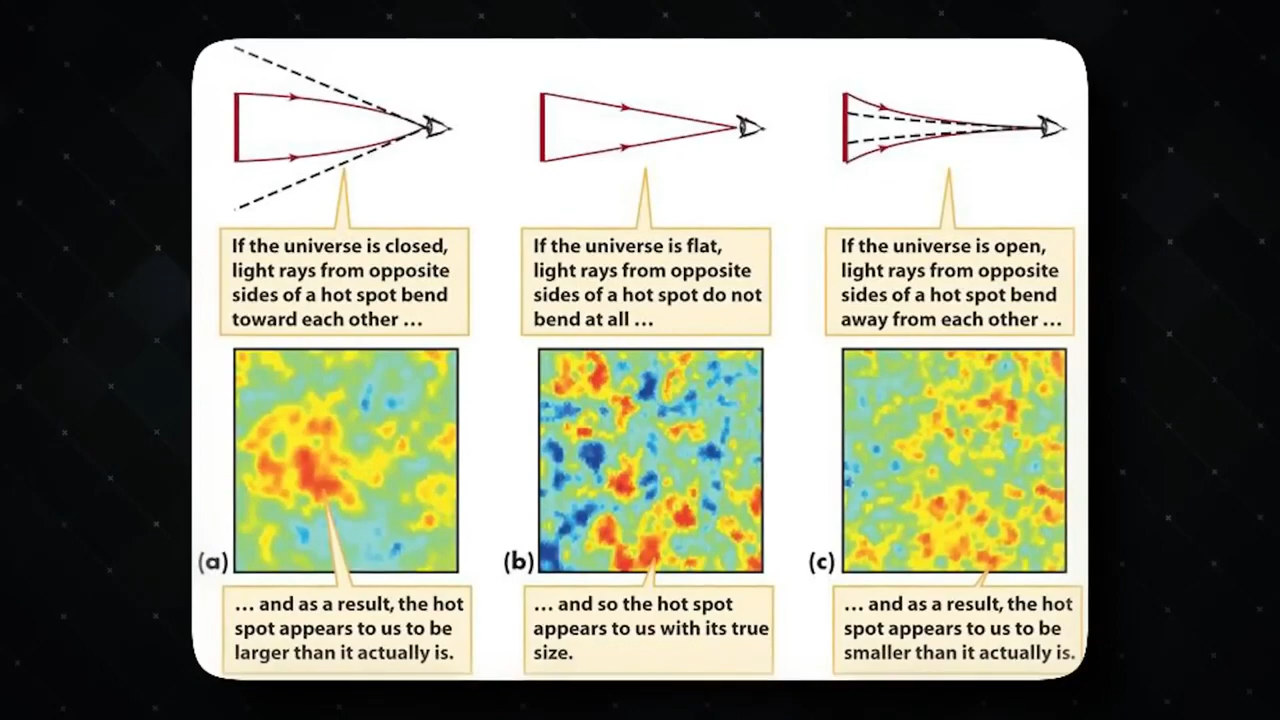 If the universe is closed,
light rays from opposite
sides of a hot spot bend
toward each other ...
If the universe is flat,
light rays from opposite
sides of a hot spot do not
bend at all ...
If the universe is open,
light rays from opposite
sides of a hot spot bend
away from each other ...
(a)
(b)
(c)
... and as a result, the hot
spot appears to us to be
larger than it actually is.
... and so the hot spot
appears to us with its true
size.
... and as a result, the hot
spot appears to us to be
smaller than it actually is.